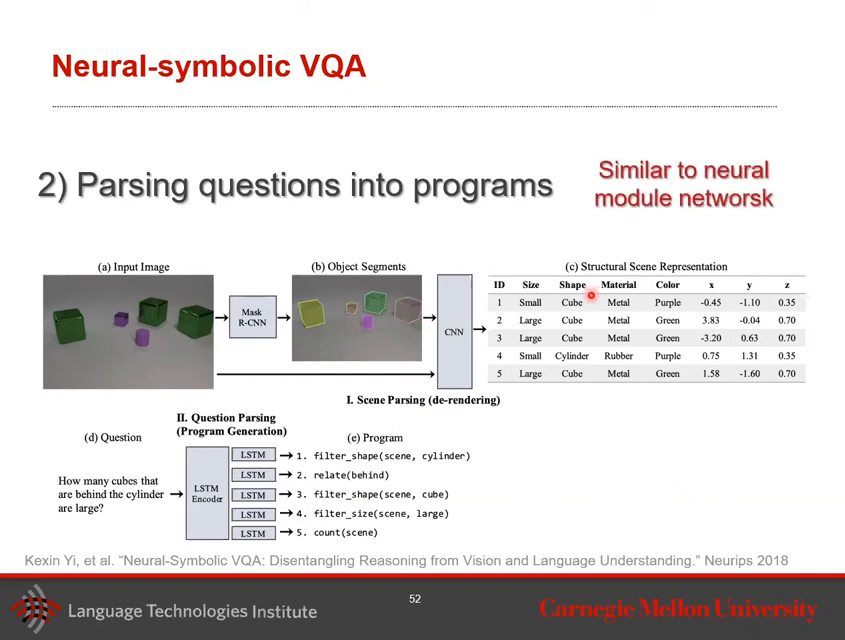 Neural-symbolic VQA
2) Parsing questions into programs
Similar to neural
module networsk
(a) Input Image
(b) Object Segments
(c) Structural Scene Representation
Mask
R-CNN
CNN
ID Size Shape Material Color x y z
1 Small Cube Metal Purple -0.45 -1.10 0.35
2 Large Cube Metal Green 3.83 -0.04 0.70
3 Large Cube Metal Green -3.20 0.63 0.70
4 Small Cylinder Rubber Purple 0.75 1.31 0.35
5 Large Cube Metal Green 1.58 -1.60 0.70
I. Scene Parsing (de-rendering)
II. Question Parsing
(Program Generation)
(d) Question
(e) Program
How many cubes that
are behind the cylinder
are large?
LSTM
Encoder
LSTM 1. filter_shape(scene, cylinder)
LSTM 2. relate(behind)
LSTM 3. filter_shape(scene, cube)
LSTM 4. filter_size(scene, large)
LSTM 5. count(scene)
Kexin Yi, et al. “Neural-Symbolic VQA: Disentangling Reasoning from Vision and Language Understanding.” Neurips 2018
Language Technologies Institute
52
Carnegie Mellon University